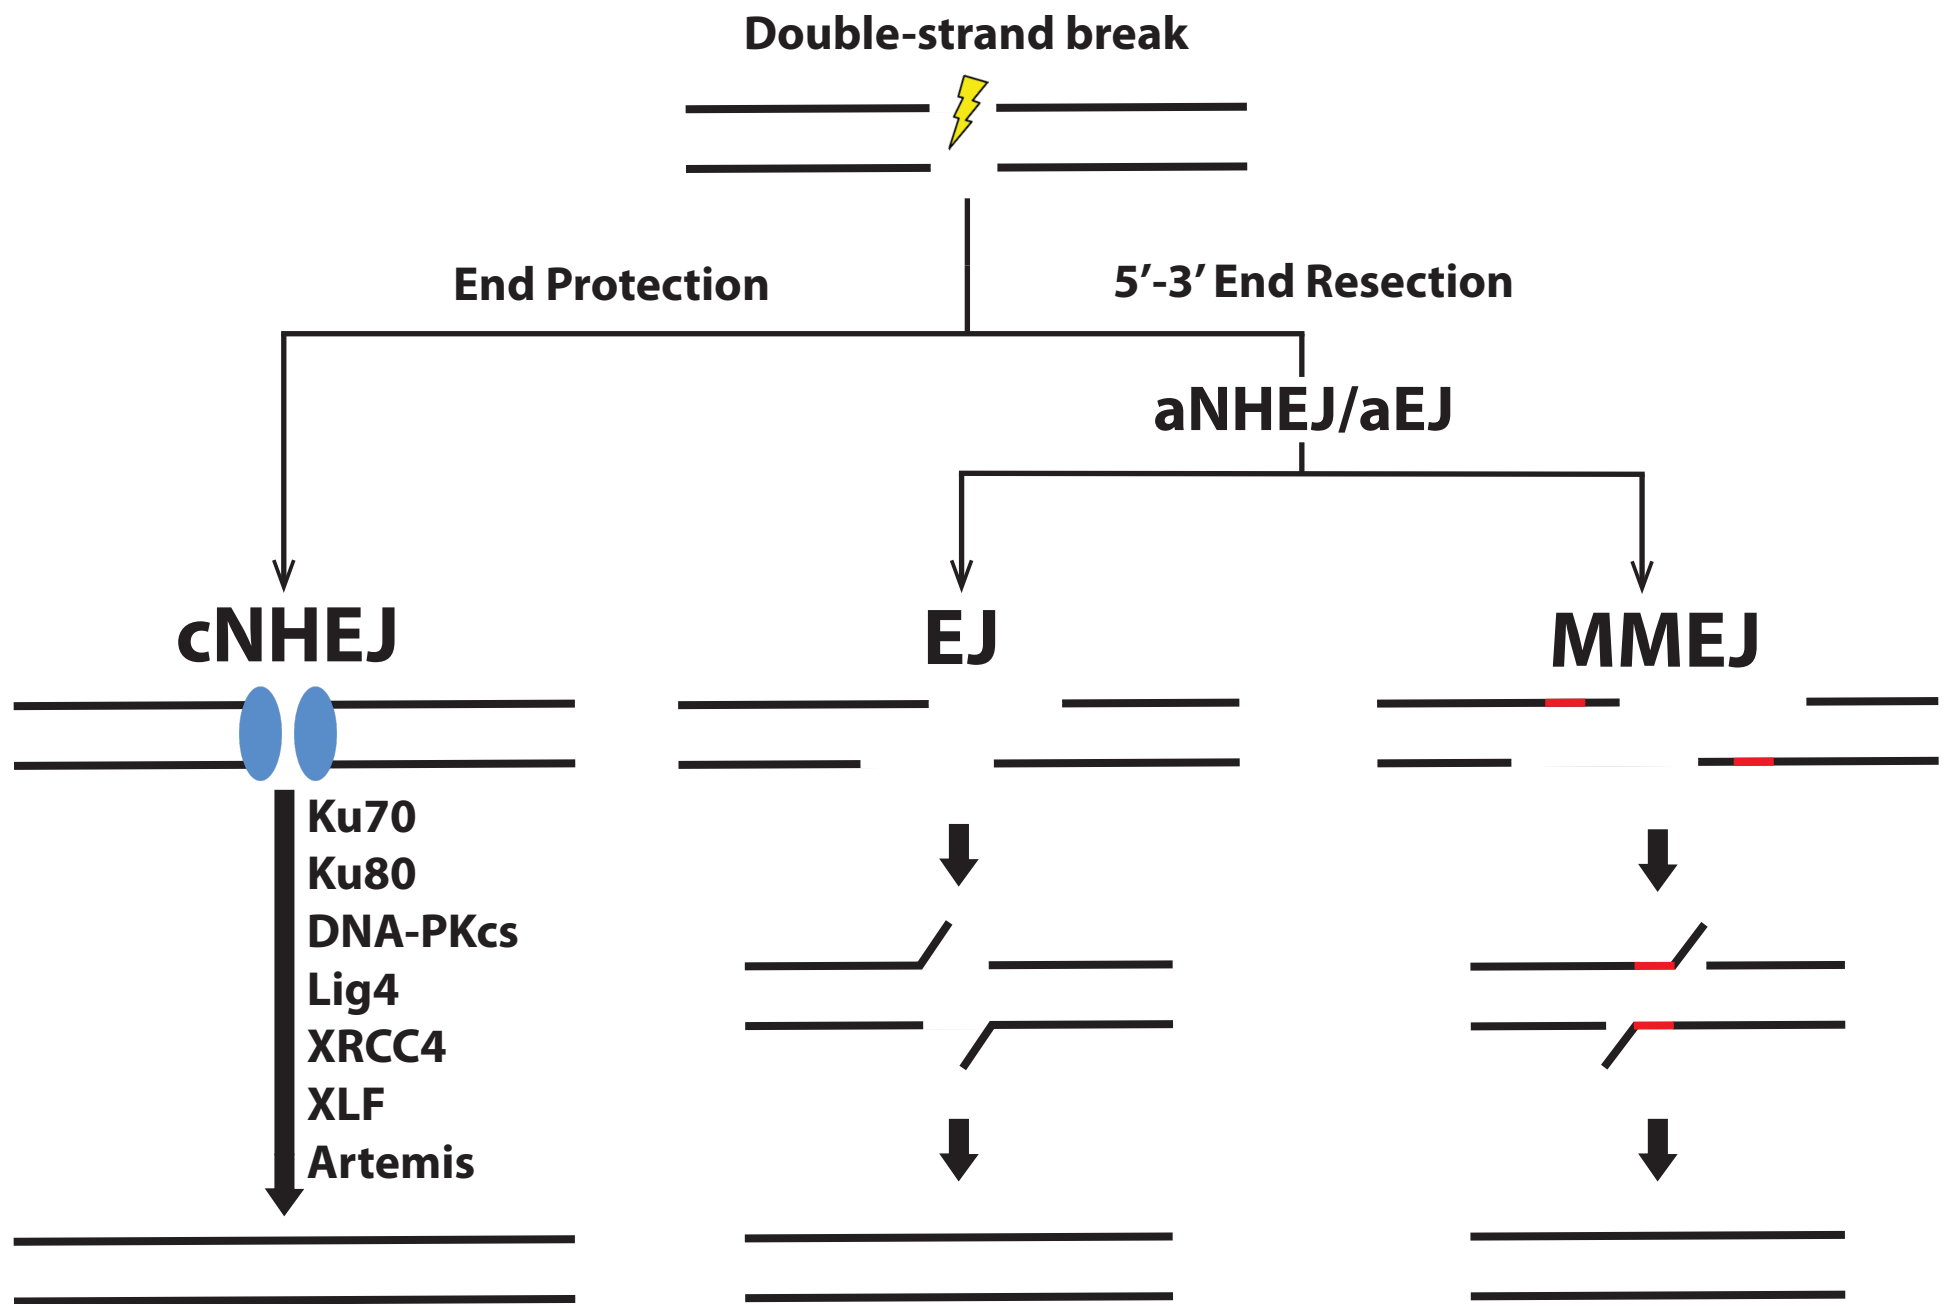 Double-strand break
End Protection
5′-3′ End Resection
aNHEJ/aEJ
cNHEJ
EJ
MMEJ
Ku70
Ku80
DNA-PKcs
Lig4
XRCC4
XLF
Artemis